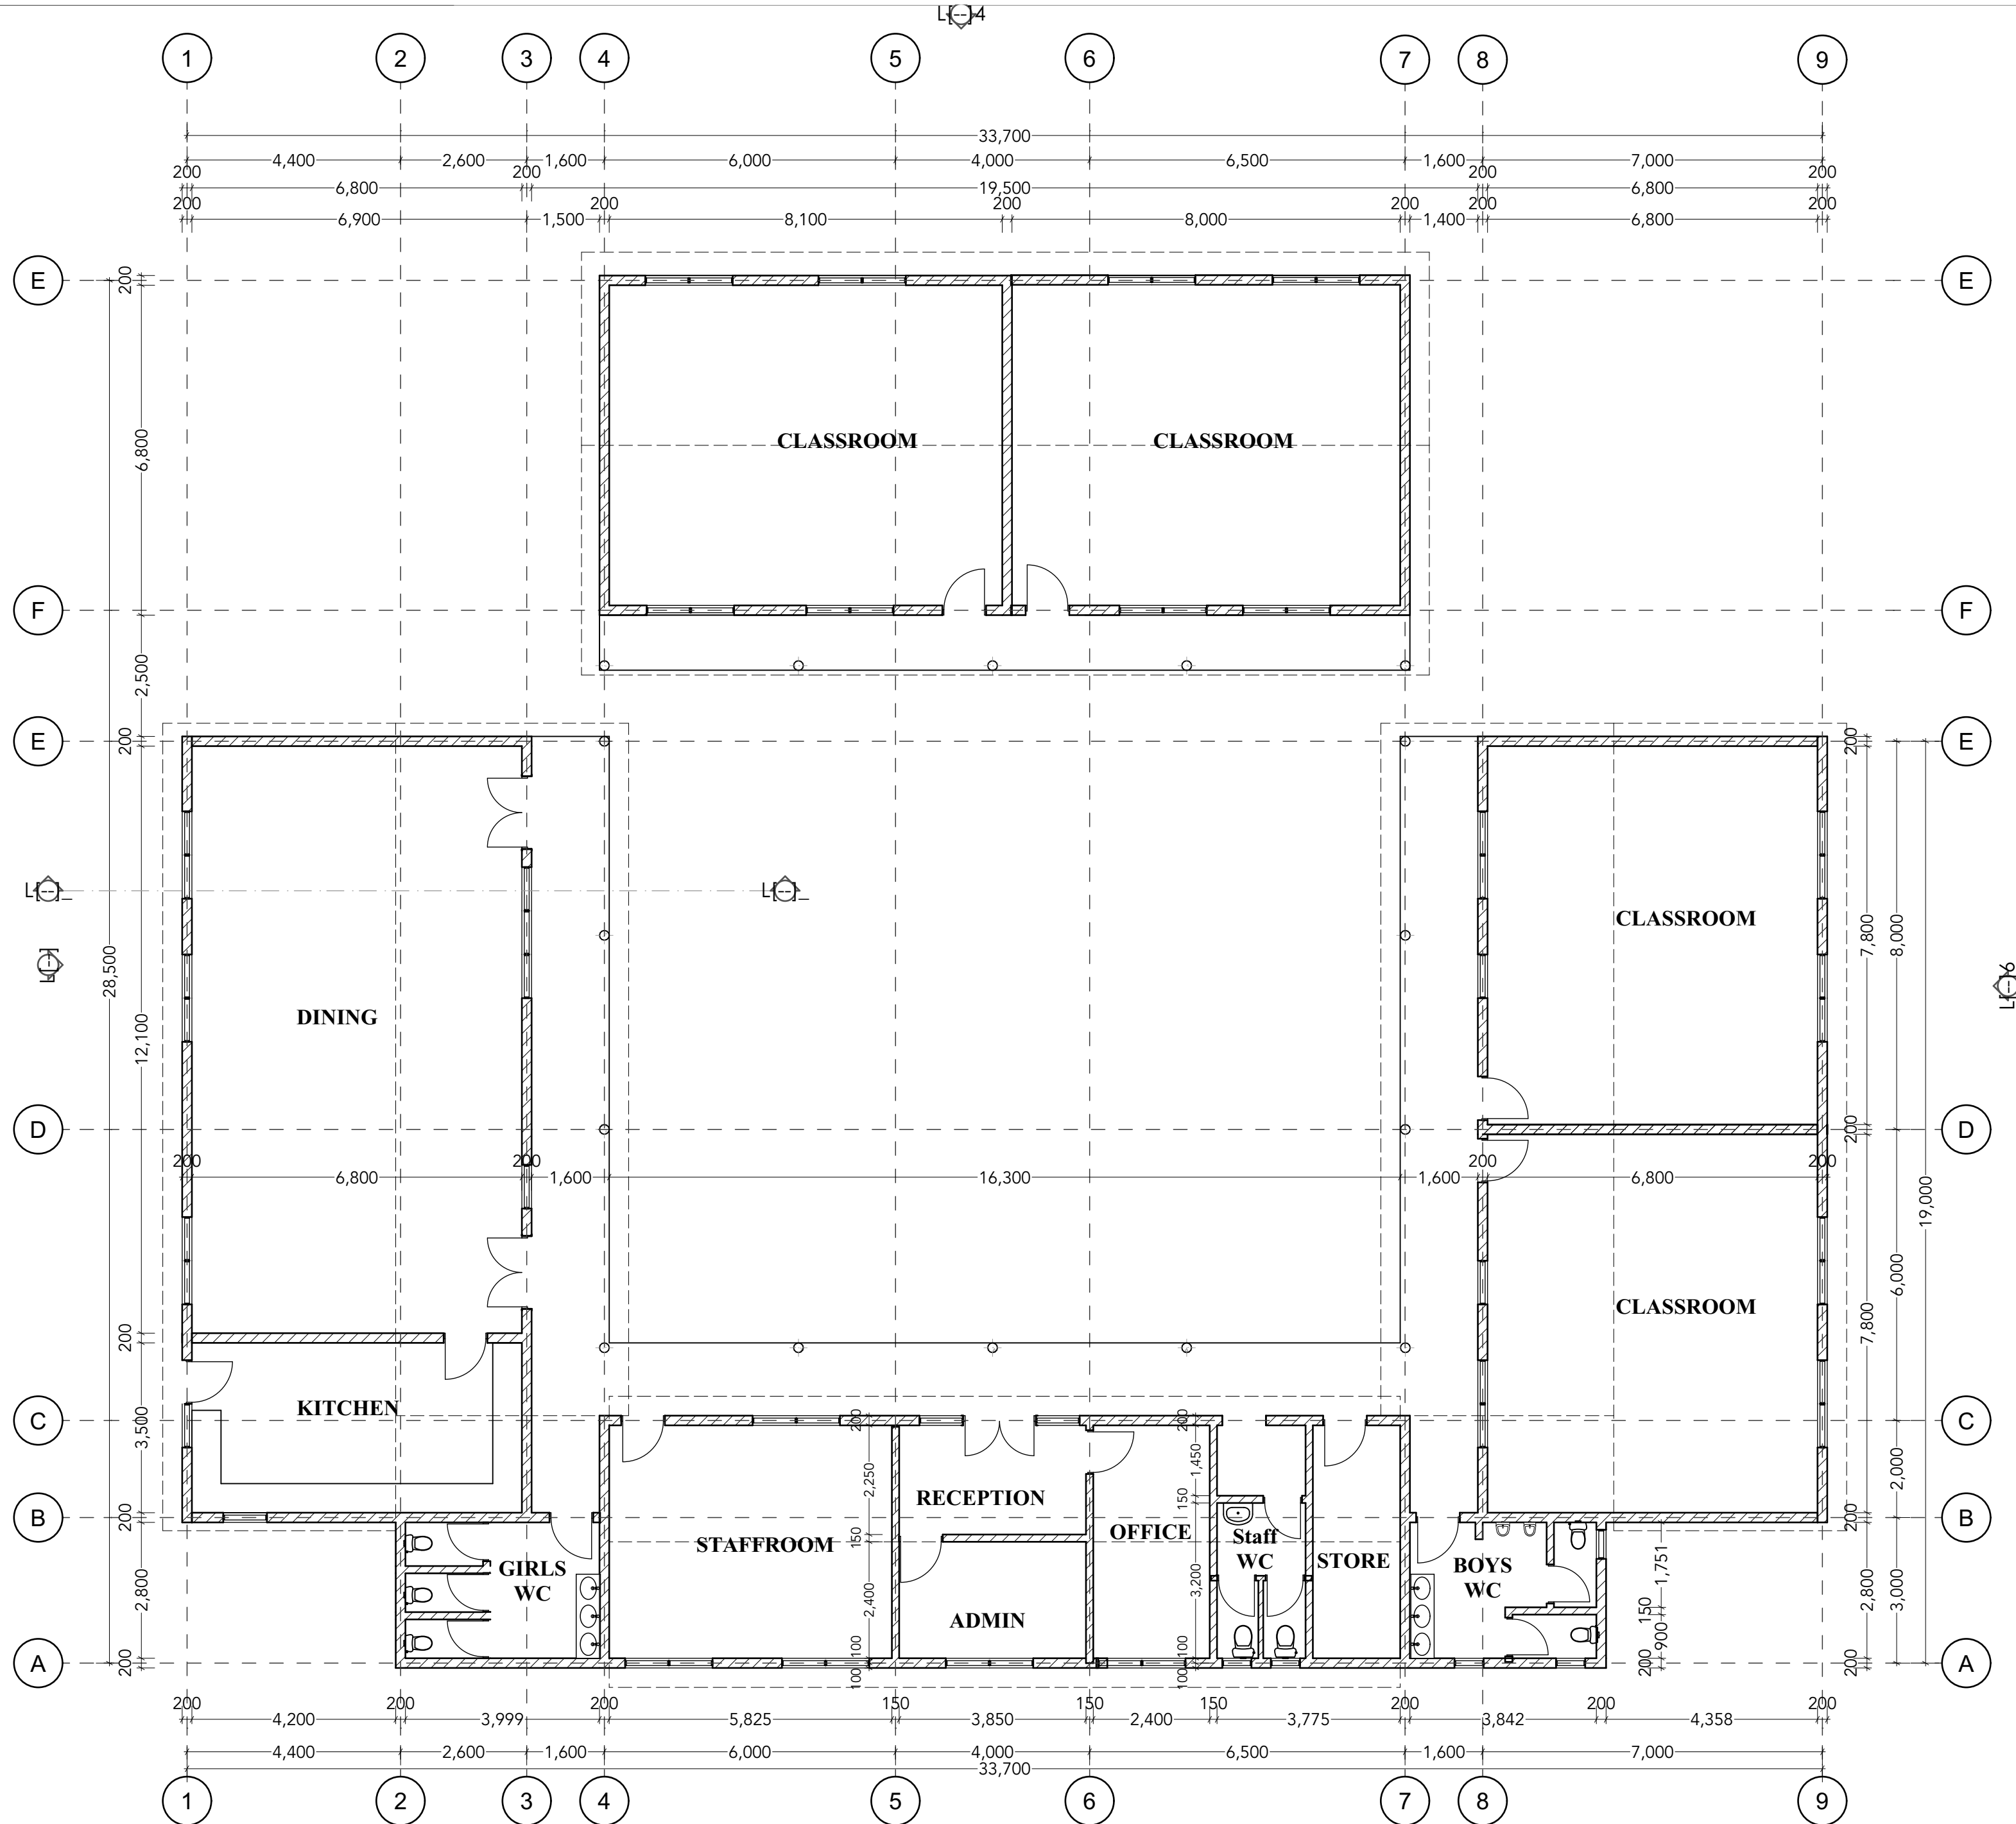 L[--]4
1 2 3 4 5 6 7 8 9
33,700
4,400 2,600 1,600 6,000 4,000 6,500 1,600 7,000
200 200 200 200
6,800 19,500 6,800
200 200 200 200 200 200
6,900 1,500 8,100 8,000 1,400 6,800
E 200 E
CLASSROOM CLASSROOM
6,800
F F
2,500
E 200 200 E
L[--]_ L[--]_
CLASSROOM
7,800 8,000
28,500
DINING
12,100
L[--]6
D 200 D
200 200 200 200
6,800 1,600 16,300 1,600 6,800
19,000
6,000
CLASSROOM
7,800
200
KITCHEN
C 200 200 C
3,500
1,450
2,250
2,000
RECEPTION
150
B 200 200 B
OFFICE
STAFFROOM 150
Staff
WC
STORE
GIRLS
WC
BOYS
WC
1,751
2,800 2,400 3,200 150 2,800 3,000
ADMIN
900
A 200 100 100 100 100 200 200 A
200 200 200 150 150 150 200 200 200
4,200 3,999 5,825 3,850 2,400 3,775 3,842 4,358
4,400 2,600 1,600 6,000 4,000 6,500 1,600 7,000
33,700
1 2 3 4 5 6 7 8 9